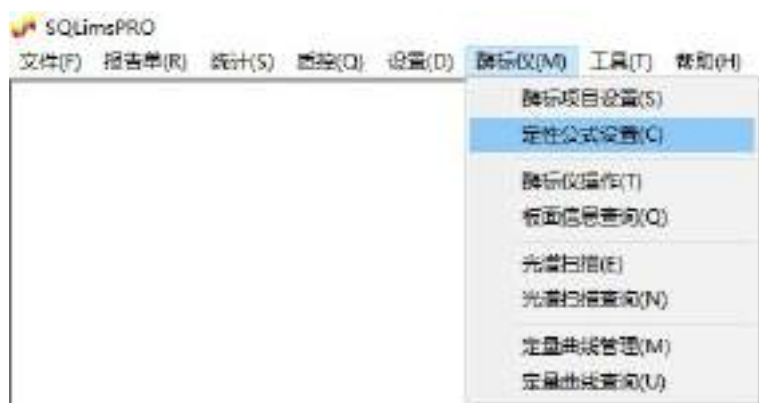 SQLimsPRO
文件(F) 报告单(R) 统计(S) 质控(Q) 设置(D) 酶标仪(M) 工具(T) 帮助(H)
酶标项目设置(S)
定性公式设置(C)
酶标仪操作(T)
板面信息查询(Q)
光谱扫描(E)
光谱扫描查询(N)
定量曲线管理(M)
定量曲线查询(U)